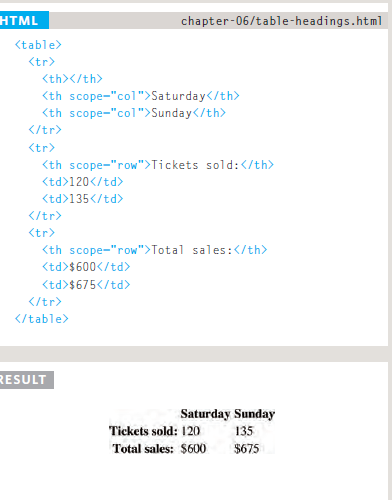 HTML chapter-06/table-headings.html
<table>
<tr>
<th></th>
<th scope="col">Saturday</th>
<th scope="col">Sunday</th>
</tr>
<tr>
<th scope="row">Tickets sold:</th>
<td>120</td>
<td>135</td>
</tr>
<tr>
<th scope="row">Total sales:</th>
<td>$600</td>
<td>$675</td>
</tr>
</table>
RESULT
Saturday Sunday
Tickets sold: 120 135
Total sales: $600 $675